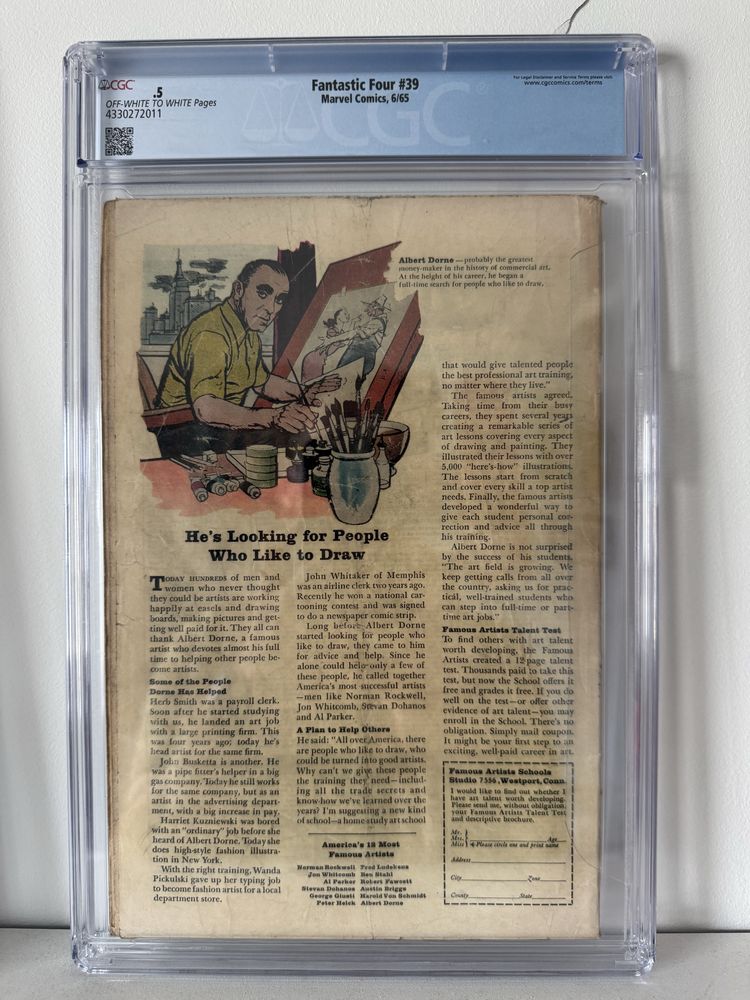 CGC
.5
OFF-WHITE TO WHITE Pages
4330272011
Fantastic Four #39
Marvel Comics, 6/65
For Legal Disclaimer and Service Terms please visit:
www.cgccomics.com/terms
CGC
Albert Dorne — probably the greatest
money-maker in the history of commercial art.
At the height of his career, he began a
full-time search for people who like to draw.
He's Looking for People
Who Like to Draw
TODAY HUNDREDS of men and
women who never thought
they could be artists are working
happily at easels and drawing
boards, making pictures and get-
ting well paid for it. They all can
thank Albert Dorne, a famous
artist who devotes almost his full
time to helping other people be-
come artists.
Some of the People
Dorne Has Helped
Herb Smith was a payroll clerk.
Soon after he started studying
with us, he landed an art job
with a large printing firm. This
was four years ago; today he's
head artist for the same firm.
John Busketta is another. He
was a pipe fitter's helper in a big
gas company. Today he still works
for the same company, but as an
artist in the advertising depart-
ment, with a big increase in pay.
Harriet Kuzniewski was bored
with an "ordinary" job before she
heard of Albert Dorne. Today she
does high-style fashion illustra-
tion in New York.
With the right training, Wanda
Pickulski gave up her typing job
to become fashion artist for a local
department store.
John Whitaker of Memphis
was an airline clerk two years ago.
Recently he won a national car-
tooning contest and was signed
to do a newspaper comic strip.
Long before Albert Dorne
started looking for people who
like to draw, they came to him
for advice and help. Since he
alone could help only a few of
these people, he called together
America's most successful artists
—men like Norman Rockwell,
Jon Whitcomb, Stevan Dohanos
and Al Parker.
A Plan to Help Others
He said: "All over America, there
are people who like to draw, who
could be turned into good artists.
Why can't we give these people
the training they need—includ-
ing all the trade secrets and
know-how we've learned over the
years? I'm suggesting a new kind
of school—a home study art school
America's 12 Most
Famous Artists
Norman Rockwell Fred Ludekens
Jon Whitcomb Ben Stahl
Al Parker Robert Fawcett
Stevan Dohanos Austin Briggs
George Giusti Harold Von Schmidt
Peter Helck Albert Dorne
that would give talented people
the best professional art training,
no matter where they live."
The famous artists agreed.
Taking time from their busy
careers, they spent several years
creating a remarkable series of
art lessons covering every aspect
of drawing and painting. They
illustrated their lessons with over
5,000 "here's-how" illustrations.
The lessons start from scratch
and cover every skill a top artist
needs. Finally, the famous artists
developed a wonderful way to
give each student personal cor-
rection and advice all through
his training.
Albert Dorne is not surprised
by the success of his students.
"The art field is growing. We
keep getting calls from all over
the country, asking us for prac-
tical, well-trained students who
can step into full-time or part-
time art jobs."
Famous Artists Talent Test
To find others with art talent
worth developing, the Famous
Artists created a 12-page talent
test. Thousands paid to take this
test, but now the School offers it
free and grades it free. If you do
well on the test—or offer other
evidence of art talent—you may
enroll in the School. There's no
obligation. Simply mail coupon.
It might be your first step to an
exciting, well-paid career in art.
Famous Artists Schools
Studio 7356, Westport, Conn.
I would like to find out whether I
have art talent worth developing.
Please send me, without obligation,
your Famous Artists Talent Test
and descriptive brochure.
Mr.
Mrs. Age
Miss Please circle one and print name
Address
City Zone
County State